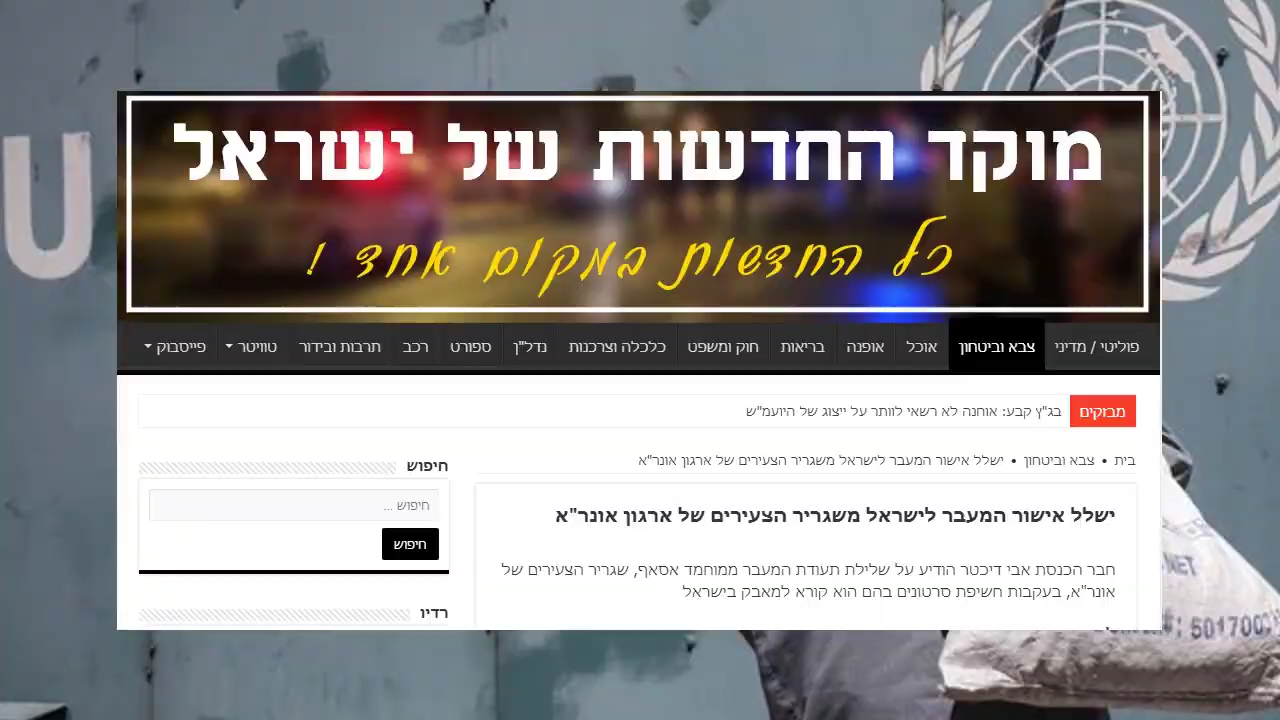 U
מוקד החדשות של ישראל
כל החדשות במקום אחד !
פוליטי / מדיני
צבא וביטחון
אוכל
אופנה
בריאות
חוק ומשפט
כלכלה וצרכנות
נדל"ן
ספורט
רכב
תרבות ובידור
טוויטר
פייסבוק
מבזקים
בג"ץ קבע: אוחנה לא רשאי לוותר על ייצוג של היועמ"ש
בית • צבא וביטחון • ישלל אישור המעבר לישראל משגריר הצעירים של ארגון אונר"א
ישלל אישור המעבר לישראל משגריר הצעירים של ארגון אונר"א
חבר הכנסת אבי דיכטר הודיע על שלילת תעודת המעבר ממוחמד אסאף, שגריר הצעירים של
אונר"א, בעקבות חשיפת סרטונים בהם הוא קורא למאבק בישראל
חיפוש
חיפוש ...
חיפוש
רדיו
NET